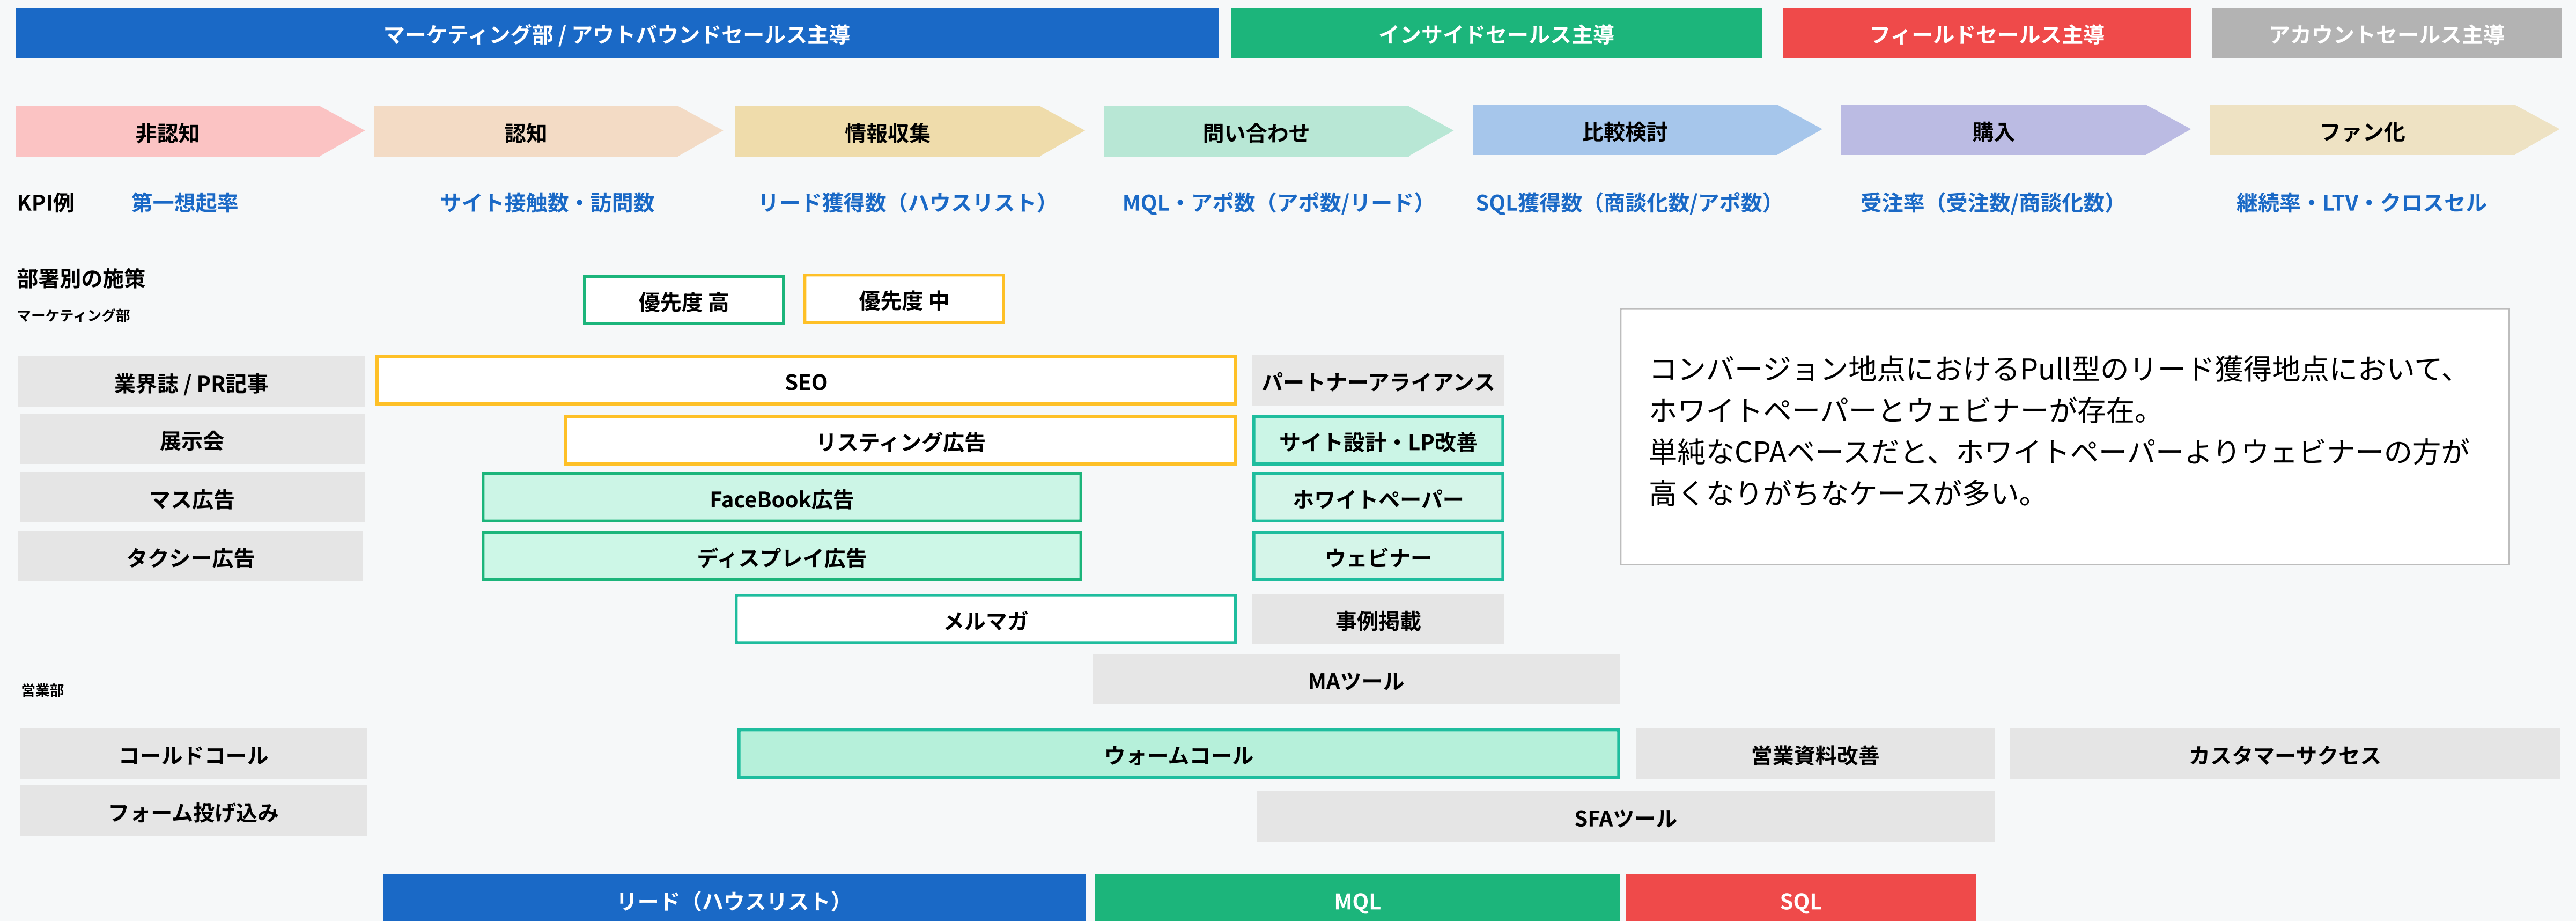 マーケティング部 / アウトバウンドセールス主導
インサイドセールス主導
フィールドセールス主導
アカウントセールス主導
非認知
認知
情報収集
問い合わせ
比較検討
購入
ファン化
KPI例
第一想起率
サイト接触数・訪問数
リード獲得数（ハウスリスト）
MQL・アポ数（アポ数/リード）
SQL獲得数（商談化数/アポ数）
受注率（受注数/商談化数）
継続率・LTV・クロスセル
部署別の施策
マーケティング部
優先度 高
優先度 中
業界誌 / PR記事
SEO
パートナーアライアンス
展示会
リスティング広告
サイト設計・LP改善
マス広告
FaceBook広告
ホワイトペーパー
タクシー広告
ディスプレイ広告
ウェビナー
メルマガ
事例掲載
MAツール
コンバージョン地点におけるPull型のリード獲得地点において、
ホワイトペーパーとウェビナーが存在。
単純なCPAベースだと、ホワイトペーパーよりウェビナーの方が
高くなりがちなケースが多い。
営業部
コールドコール
ウォームコール
営業資料改善
カスタマーサクセス
フォーム投げ込み
SFAツール
リード（ハウスリスト）
MQL
SQL